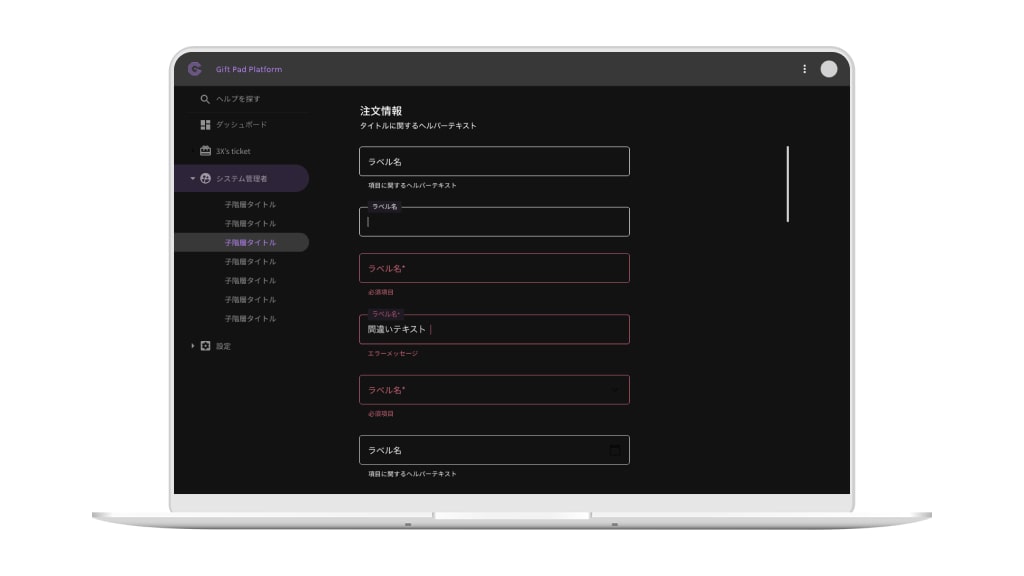 Gift Pad Platform
ヘルプを探す
ダッシュボード
3X's ticket
システム管理者
子階層タイトル
子階層タイトル
子階層タイトル
子階層タイトル
子階層タイトル
子階層タイトル
子階層タイトル
設定
注文情報
タイトルに関するヘルパーテキスト
ラベル名
項目に関するヘルパーテキスト
ラベル名
ラベル名*
必須項目
ラベル名*
間違いテキスト
エラーメッセージ
ラベル名*
必須項目
ラベル名
項目に関するヘルパーテキスト